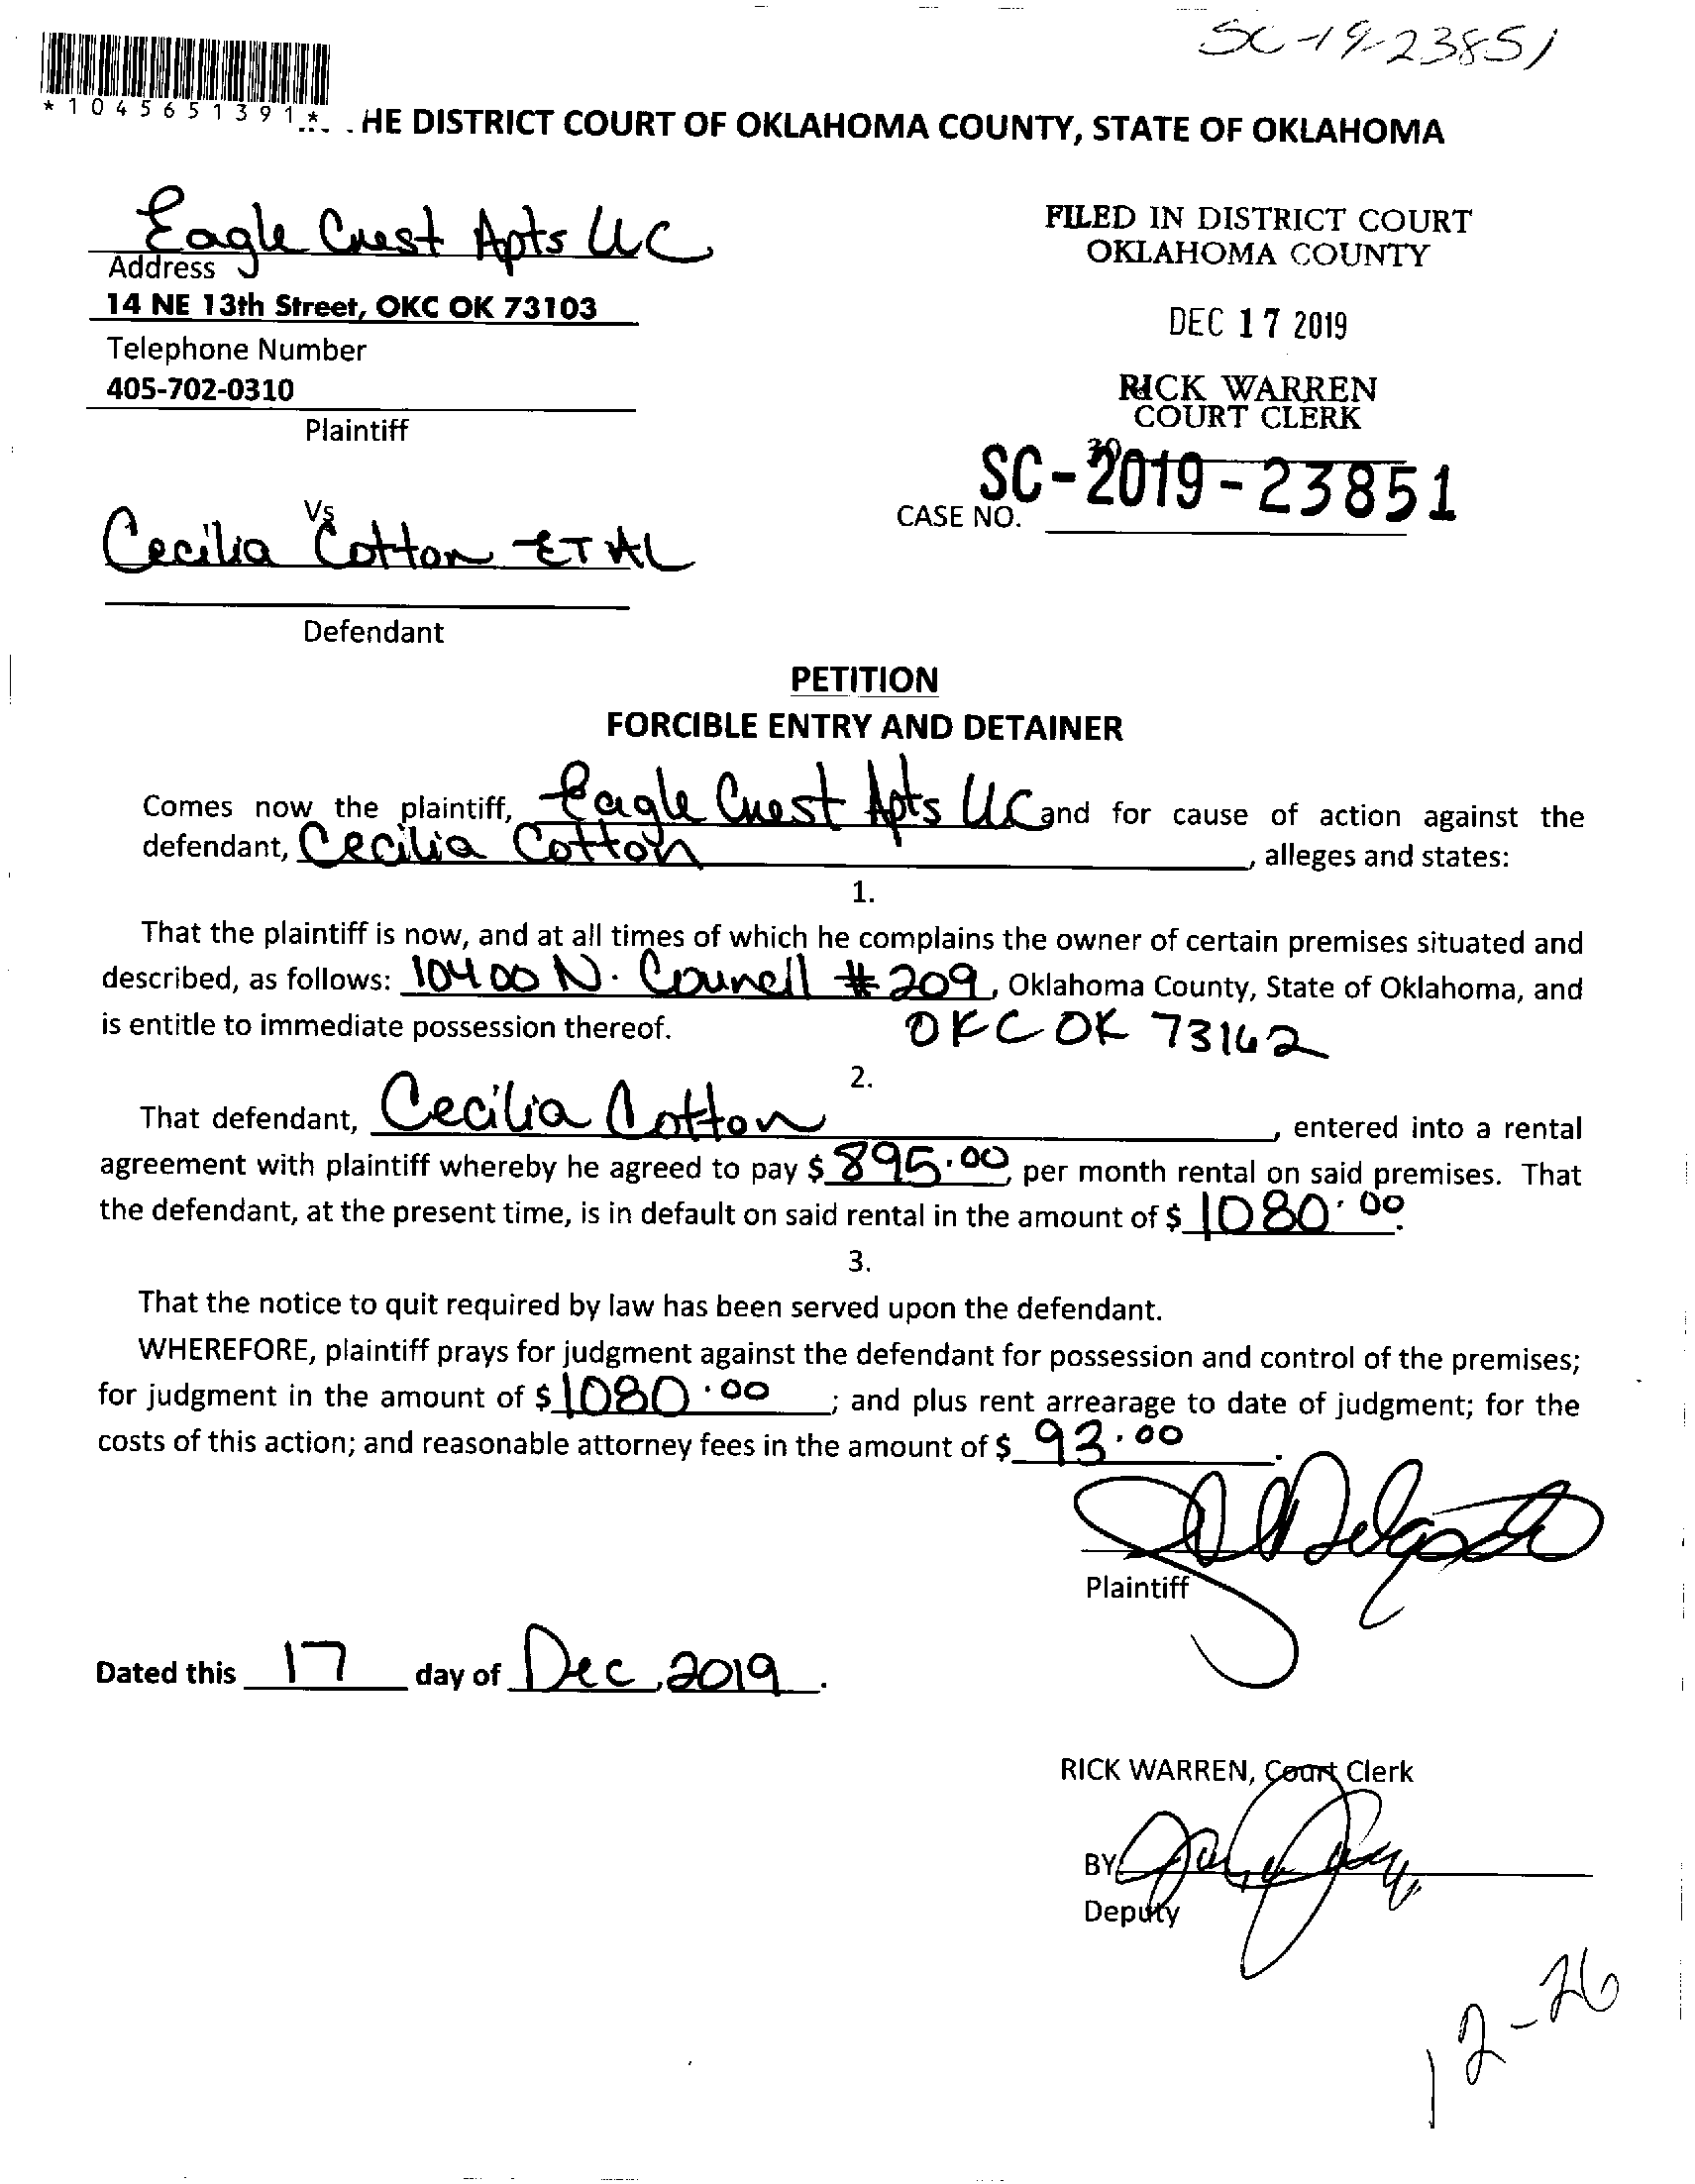 SC-19-23851
*1045651391*
HE DISTRICT COURT OF OKLAHOMA COUNTY, STATE OF OKLAHOMA
Eagle Crest Apts LLC
Address
14 NE 13th Street, OKC OK 73103
Telephone Number
405-702-0310
Plaintiff
FILED IN DISTRICT COURT
OKLAHOMA COUNTY
DEC 17 2019
RICK WARREN
COURT CLERK
CASE NO. SC-2019-23851
Vs
Cecilia Cotton ET AL
Defendant
PETITION
FORCIBLE ENTRY AND DETAINER
Comes now the plaintiff, Eagle Crest Apts LLC and for cause of action against the
defendant, Cecilia Cotton, alleges and states:
1.
That the plaintiff is now, and at all times of which he complains the owner of certain premises situated and
described, as follows: 10400 N. Council #209, Oklahoma County, State of Oklahoma, and
is entitle to immediate possession thereof. OKC OK 73162
2.
That defendant, Cecilia Cotton, entered into a rental
agreement with plaintiff whereby he agreed to pay $ 895.00, per month rental on said premises. That
the defendant, at the present time, is in default on said rental in the amount of $ 1080.00.
3.
That the notice to quit required by law has been served upon the defendant.
WHEREFORE, plaintiff prays for judgment against the defendant for possession and control of the premises;
for judgment in the amount of $ 1080.00; and plus rent arrearage to date of judgment; for the
costs of this action; and reasonable attorney fees in the amount of $ 93.00.
Plaintiff
Dated this 17 day of Dec, 2019.
RICK WARREN, Court Clerk
BY
Deputy
12-26